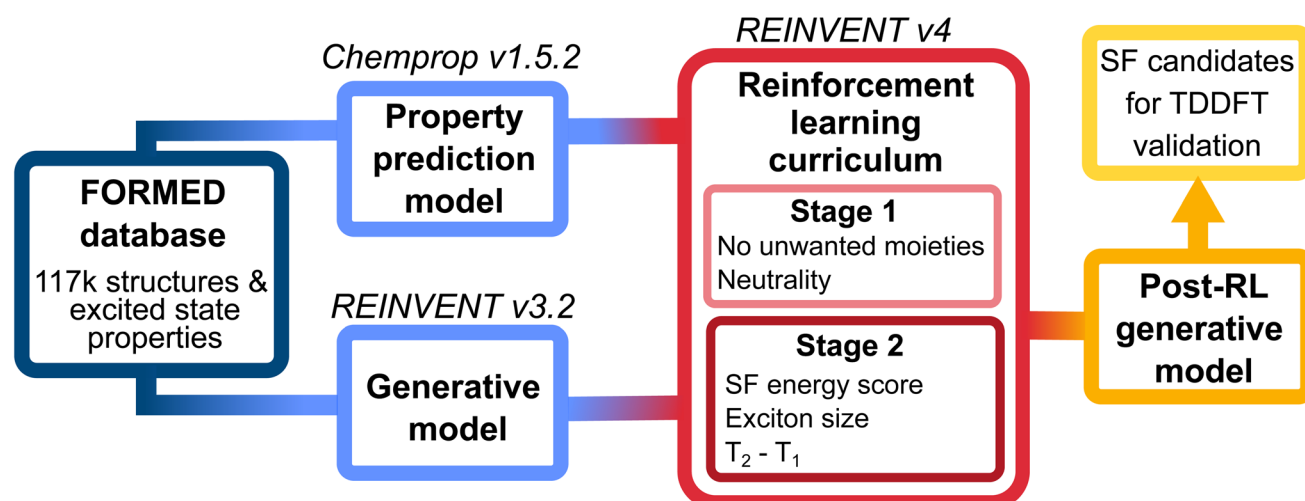 FORMED
database
117k structures &
excited state
properties
Chemprop v1.5.2
Property
prediction
model
REINVENT v3.2
Generative
model
REINVENT v4
Reinforcement
learning
curriculum
Stage 1
No unwanted moieties
Neutrality
Stage 2
SF energy score
Exciton size
T₂ - T₁
Post-RL
generative
model
SF candidates
for TDDFT
validation